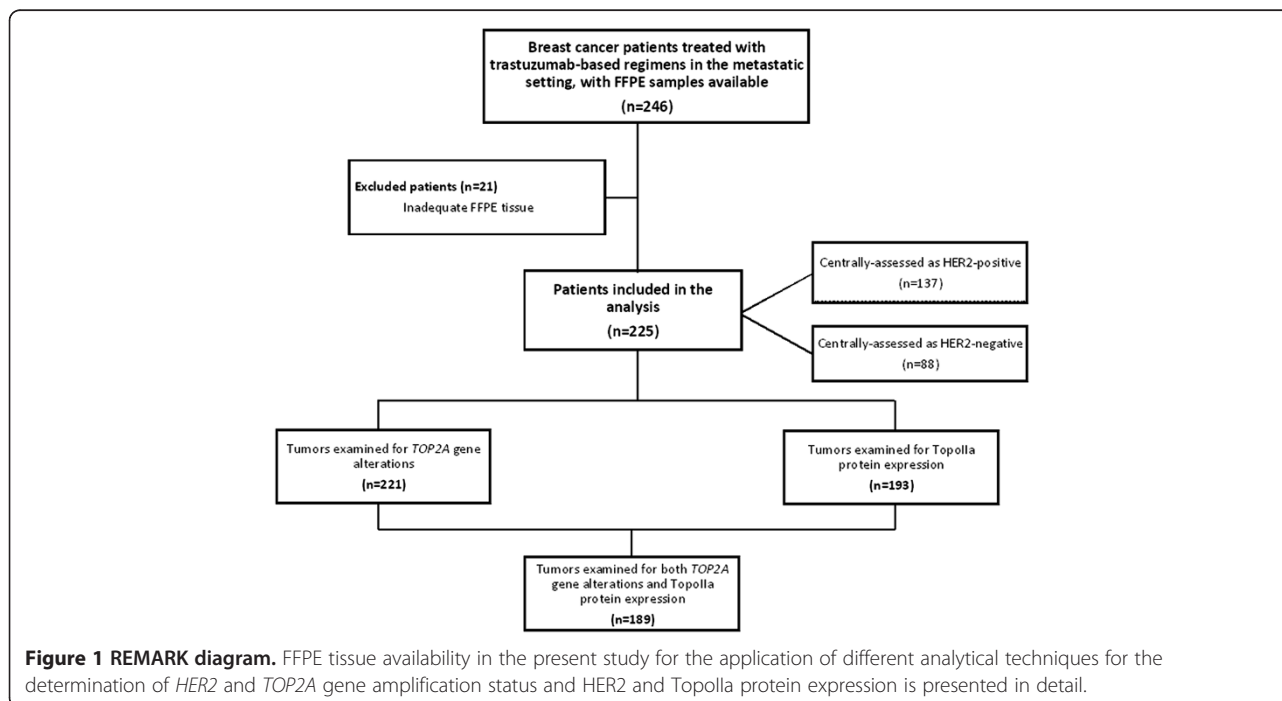 Breast cancer patients treated with
trastuzumab-based regimens in the metastatic
setting, with FFPE samples available
(n=246)
Excluded patients (n=21)
Inadequate FFPE tissue
Patients included in the
analysis
(n=225)
Centrally-assessed as HER2-positive
(n=137)
Centrally-assessed as HER2-negative
(n=88)
Tumors examined for TOP2A gene
alterations
(n=221)
Tumors examined for TopoIIa
protein expression
(n=193)
Tumors examined for both TOP2A
gene alterations and TopoIIa
protein expression
(n=189)
Figure 1 REMARK diagram. FFPE tissue availability in the present study for the application of different analytical techniques for the
determination of HER2 and TOP2A gene amplification status and HER2 and TopoIIa protein expression is presented in detail.